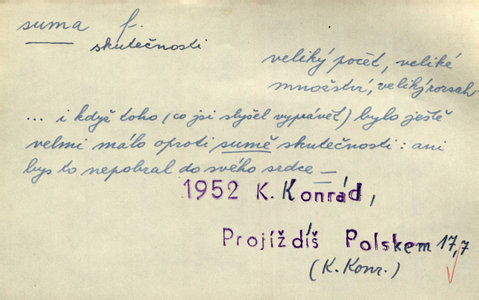 suma f.
skutečnosti
veliký počet, veliké
množství, veliký rozsah
... i když toho (co jsi slyšel vyprávět) bylo ještě
velmi málo oproti sumě skutečnosti: ani
bys to nepobral do svého sedce —
1952 K. Konrád,
Projíždíš Polskem 17,7
(K. Konr.)